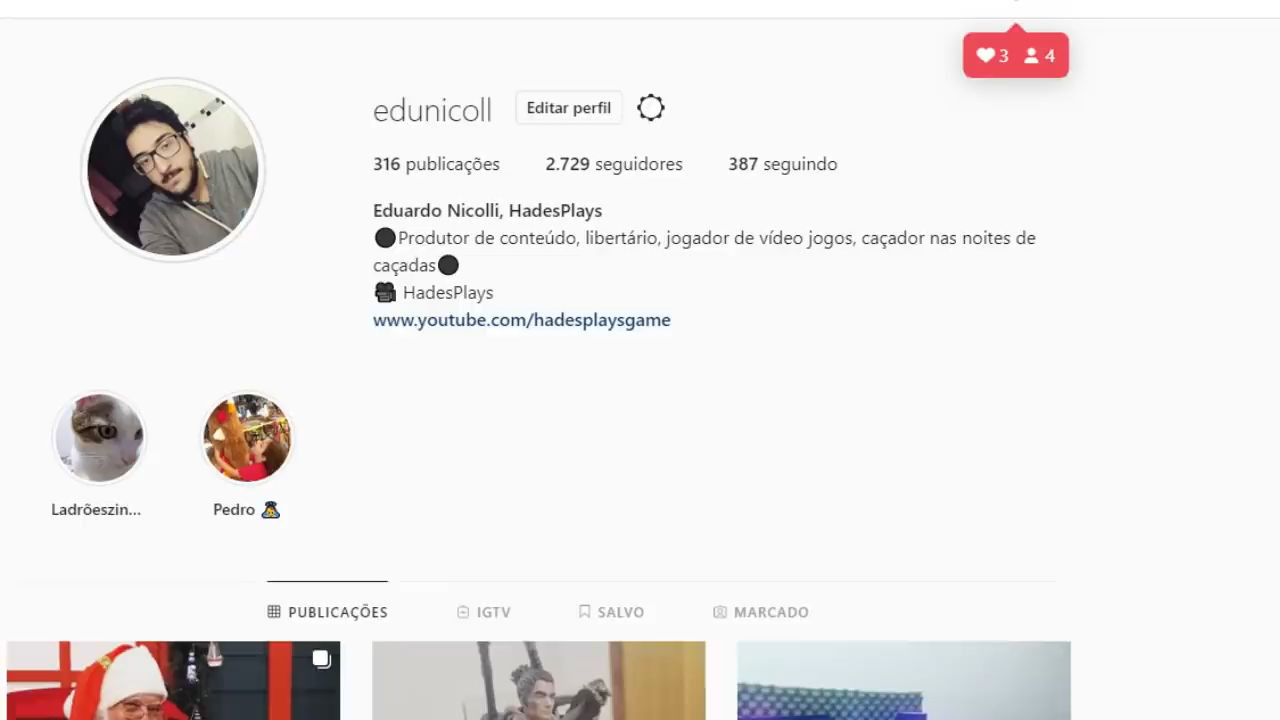 3 4
edunicoll Editar perfil
316 publicações 2.729 seguidores 387 seguindo
Eduardo Nicolli, HadesPlays
Produtor de conteúdo, libertário, jogador de vídeo jogos, caçador nas noites de
caçadas
HadesPlays
www.youtube.com/hadesplaysgame
Ladrõeszin... Pedro
PUBLICAÇÕES IGTV SALVO MARCADO